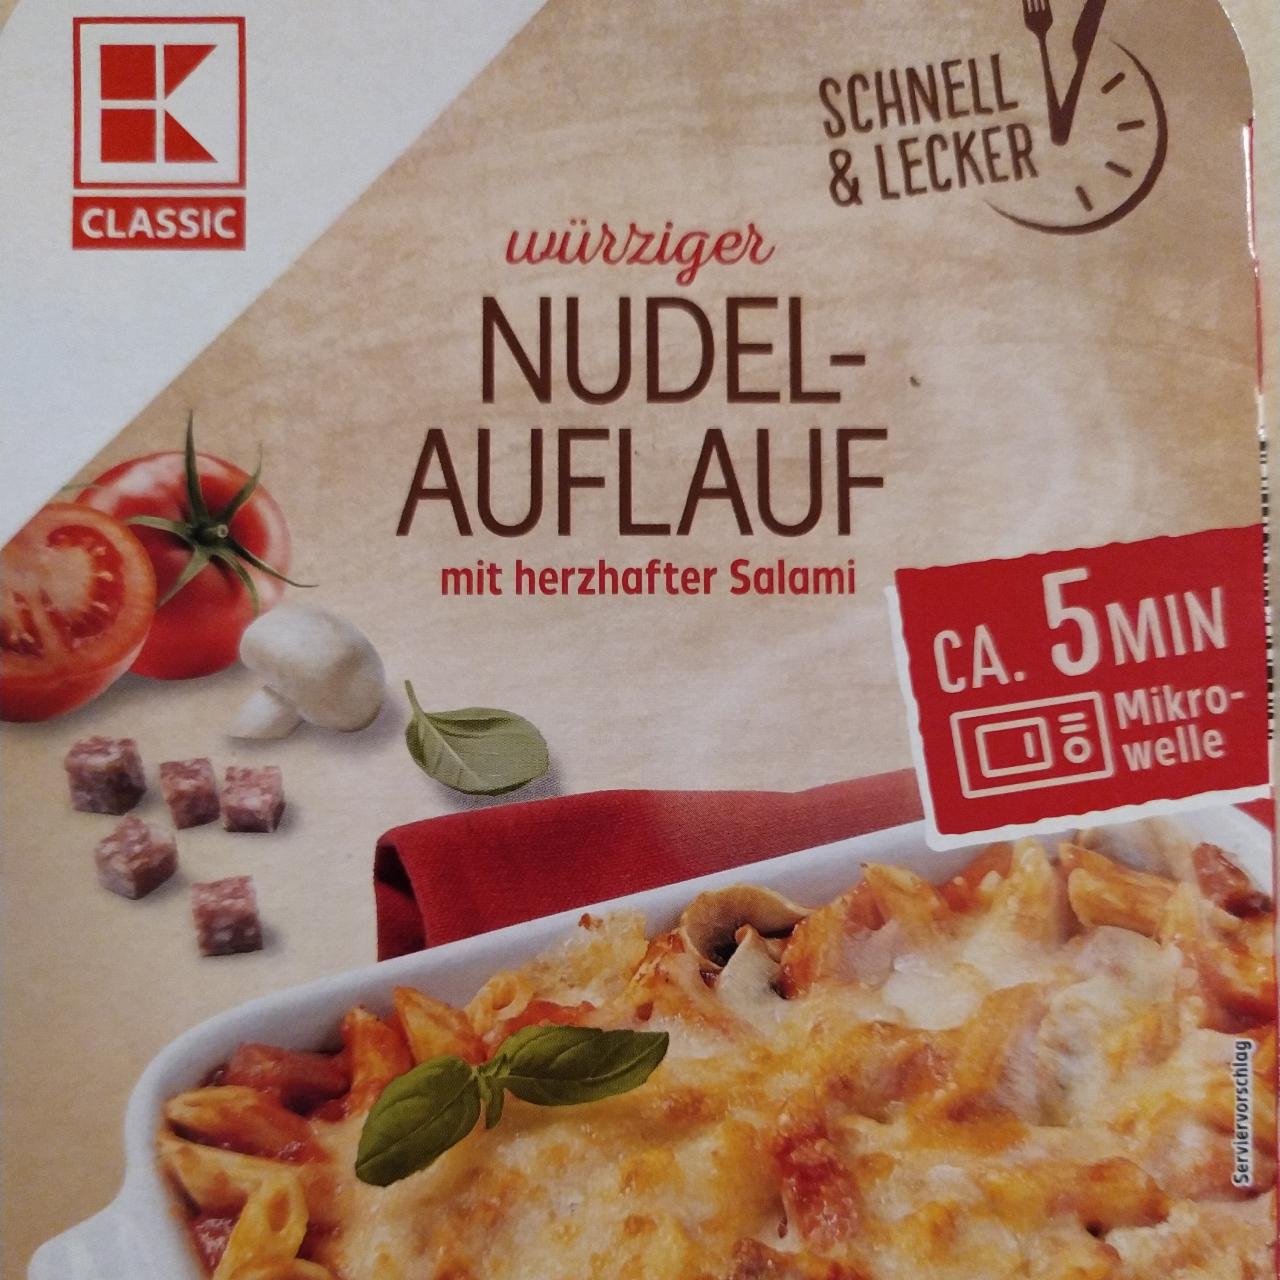 K
CLASSIC
SCHNELL
& LECKER
würziger
NUDEL-
AUFLAUF
mit herzhafter Salami
CA. 5 MIN
Mikro-
welle
Serviervorschlag